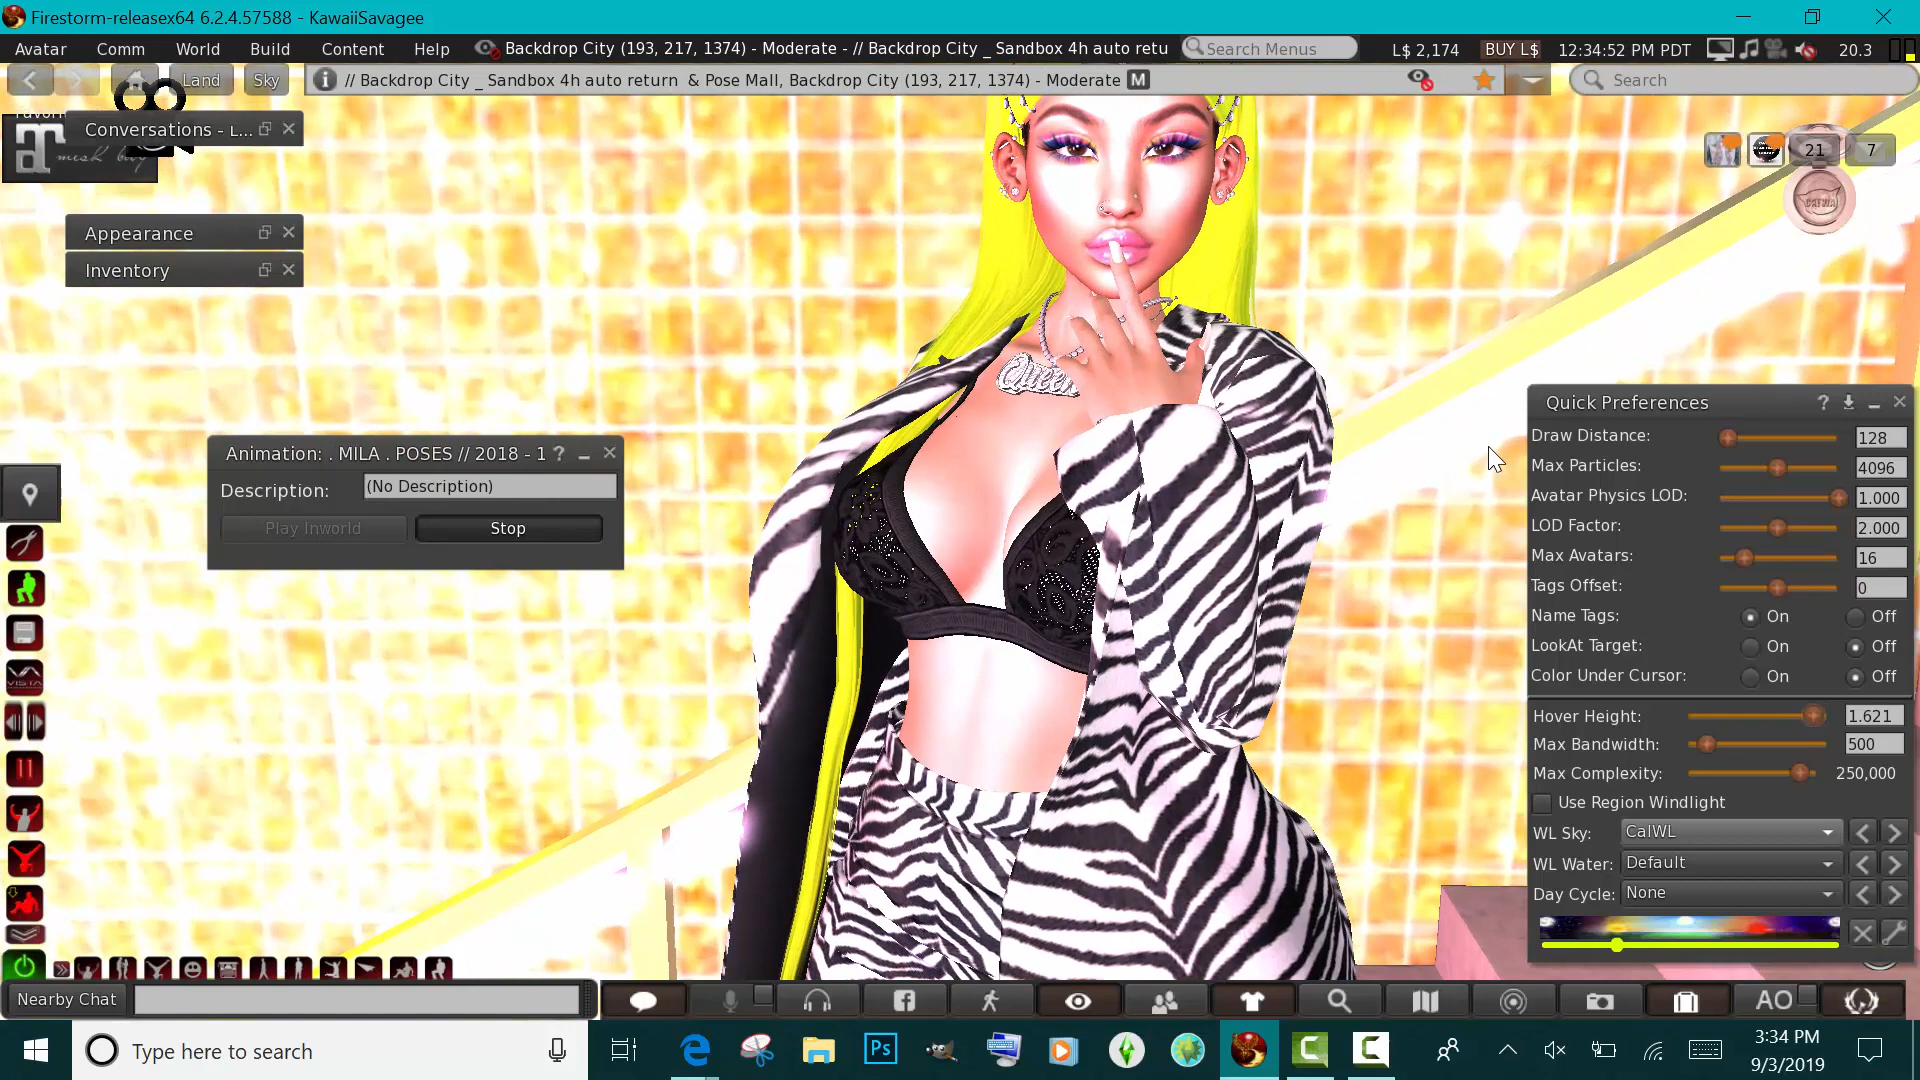 Firestorm-releasex64 6.2.4.57588 - KawaiiSavagee
Avatar Comm World Build Content Help Backdrop City (193, 217, 1374) - Moderate - // Backdrop City _ Sandbox 4h auto retu Search Menus L$ 2,174 BUY L$ 12:34:52 PM PDT 20.3
Land Sky // Backdrop City _ Sandbox 4h auto return & Pose Mall, Backdrop City (193, 217, 1374) - Moderate M Search
Conversations - L...
21 7
CATWA
Appearance
Inventory
Queen
Animation: . MILA . POSES // 2018 - 1 ?
Description: (No Description)
Play Inworld Stop
Quick Preferences ?
Draw Distance: 128
Max Particles: 4096
Avatar Physics LOD: 1.000
LOD Factor: 2.000
Max Avatars: 16
Tags Offset: 0
Name Tags: On Off
LookAt Target: On Off
Color Under Cursor: On Off
Hover Height: 1.621
Max Bandwidth: 500
Max Complexity: 250,000
Use Region Windlight
WL Sky: CalWL
WL Water: Default
Day Cycle: None
VISTA
Nearby Chat AO
Type here to search Ps 3:34 PM
9/3/2019